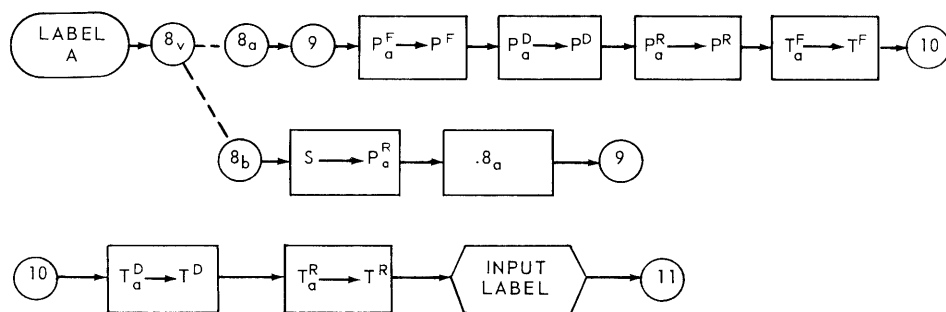 LABEL A 8v 8a 9 PaF → PF PaD → PD PaR → PR TaF → TF 10
8b S → PaR .8a 9
10 TaD → TD TaR → TR INPUT LABEL 11